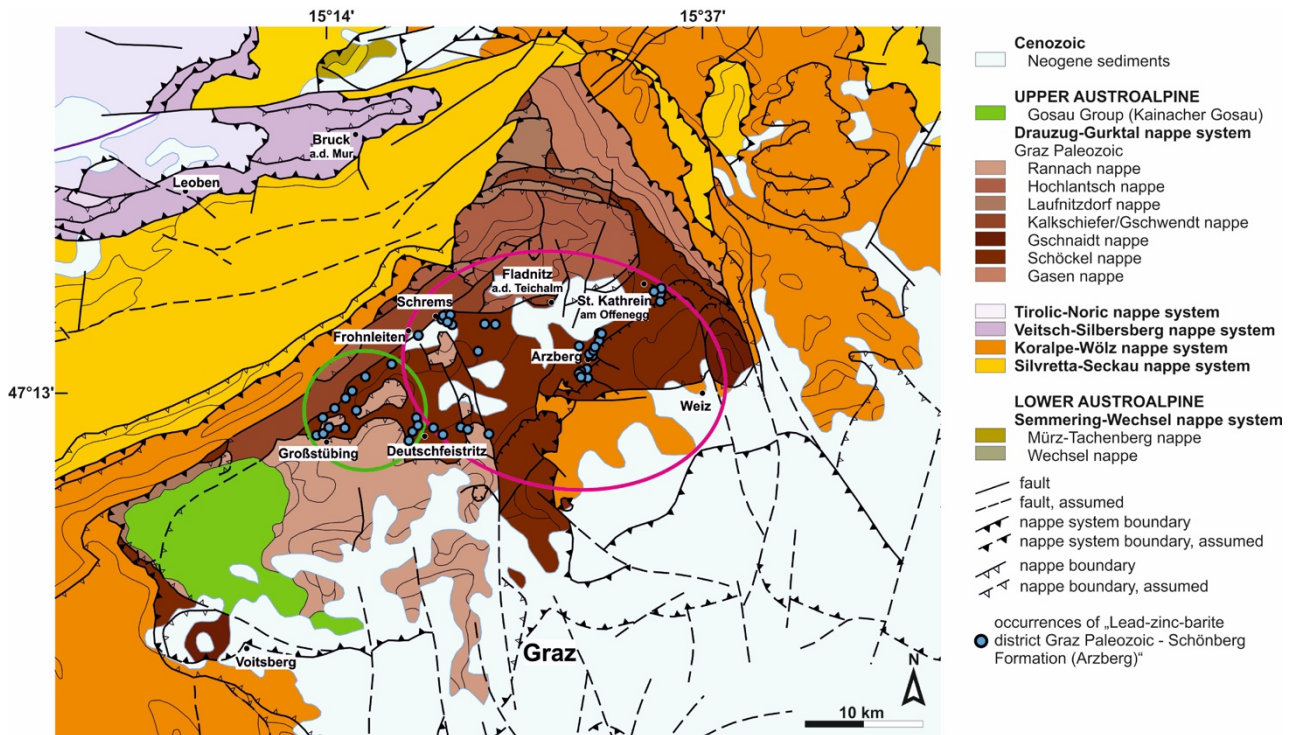 15°14'
15°37'
47°13'
Bruck
a.d. Mur
Leoben
Fladnitz
a.d. Teichalm
St. Kathrein
am Offenegg
Schrems
Frohnleiten
Arzberg
Weiz
Großstübing
Deutschfeistritz
Voitsberg
Graz
N
10 km
Cenozoic
Neogene sediments
UPPER AUSTROALPINE
Gosau Group (Kainacher Gosau)
Drauzug-Gurktal nappe system
Graz Paleozoic
Rannach nappe
Hochlantsch nappe
Laufnitzdorf nappe
Kalkschiefer/Gschwendt nappe
Gschnaidt nappe
Schöckel nappe
Gasen nappe
Tirolic-Noric nappe system
Veitsch-Silbersberg nappe system
Koralpe-Wölz nappe system
Silvretta-Seckau nappe system
LOWER AUSTROALPINE
Semmering-Wechsel nappe system
Mürz-Tachenberg nappe
Wechsel nappe
fault
fault, assumed
nappe system boundary
nappe system boundary, assumed
nappe boundary
nappe boundary, assumed
occurrences of „Lead-zinc-barite
district Graz Paleozoic - Schönberg
Formation (Arzberg)“